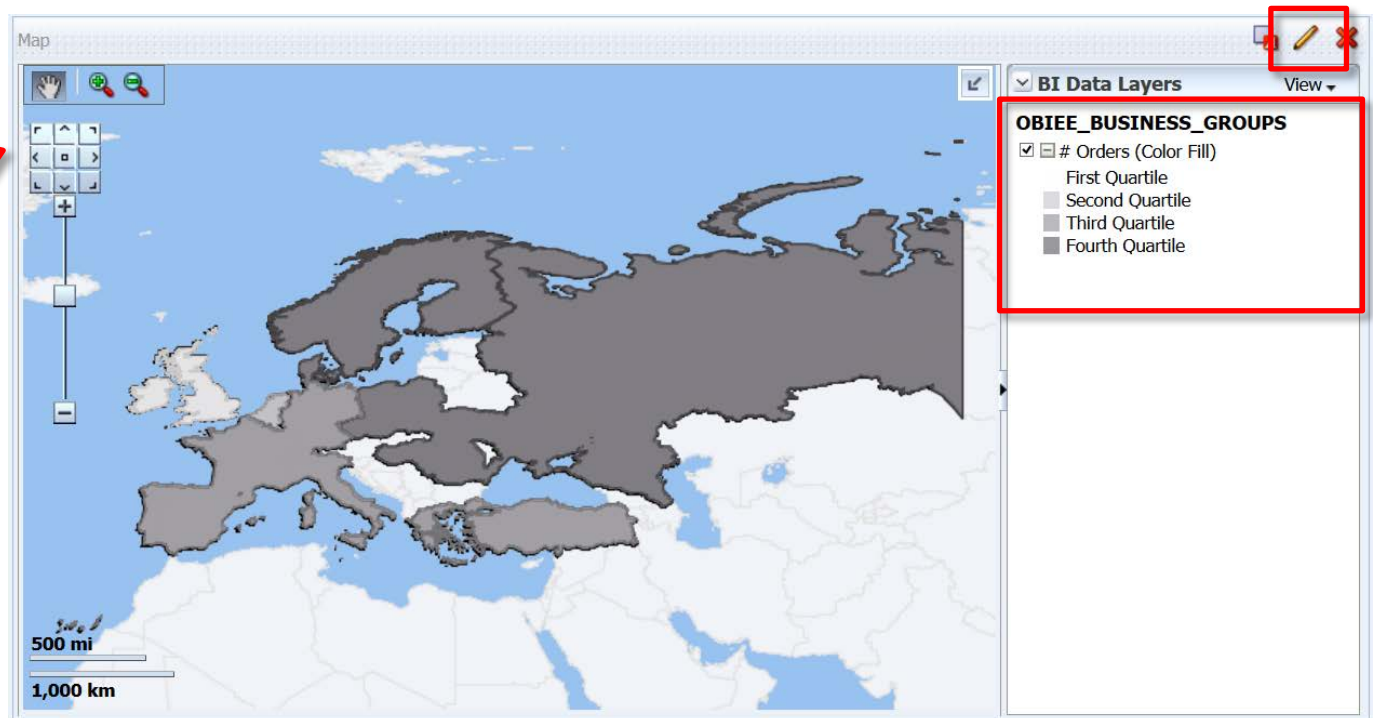 Map
BI Data Layers View
OBIEE_BUSINESS_GROUPS
# Orders (Color Fill)
First Quartile
Second Quartile
Third Quartile
Fourth Quartile
500 mi
1,000 km